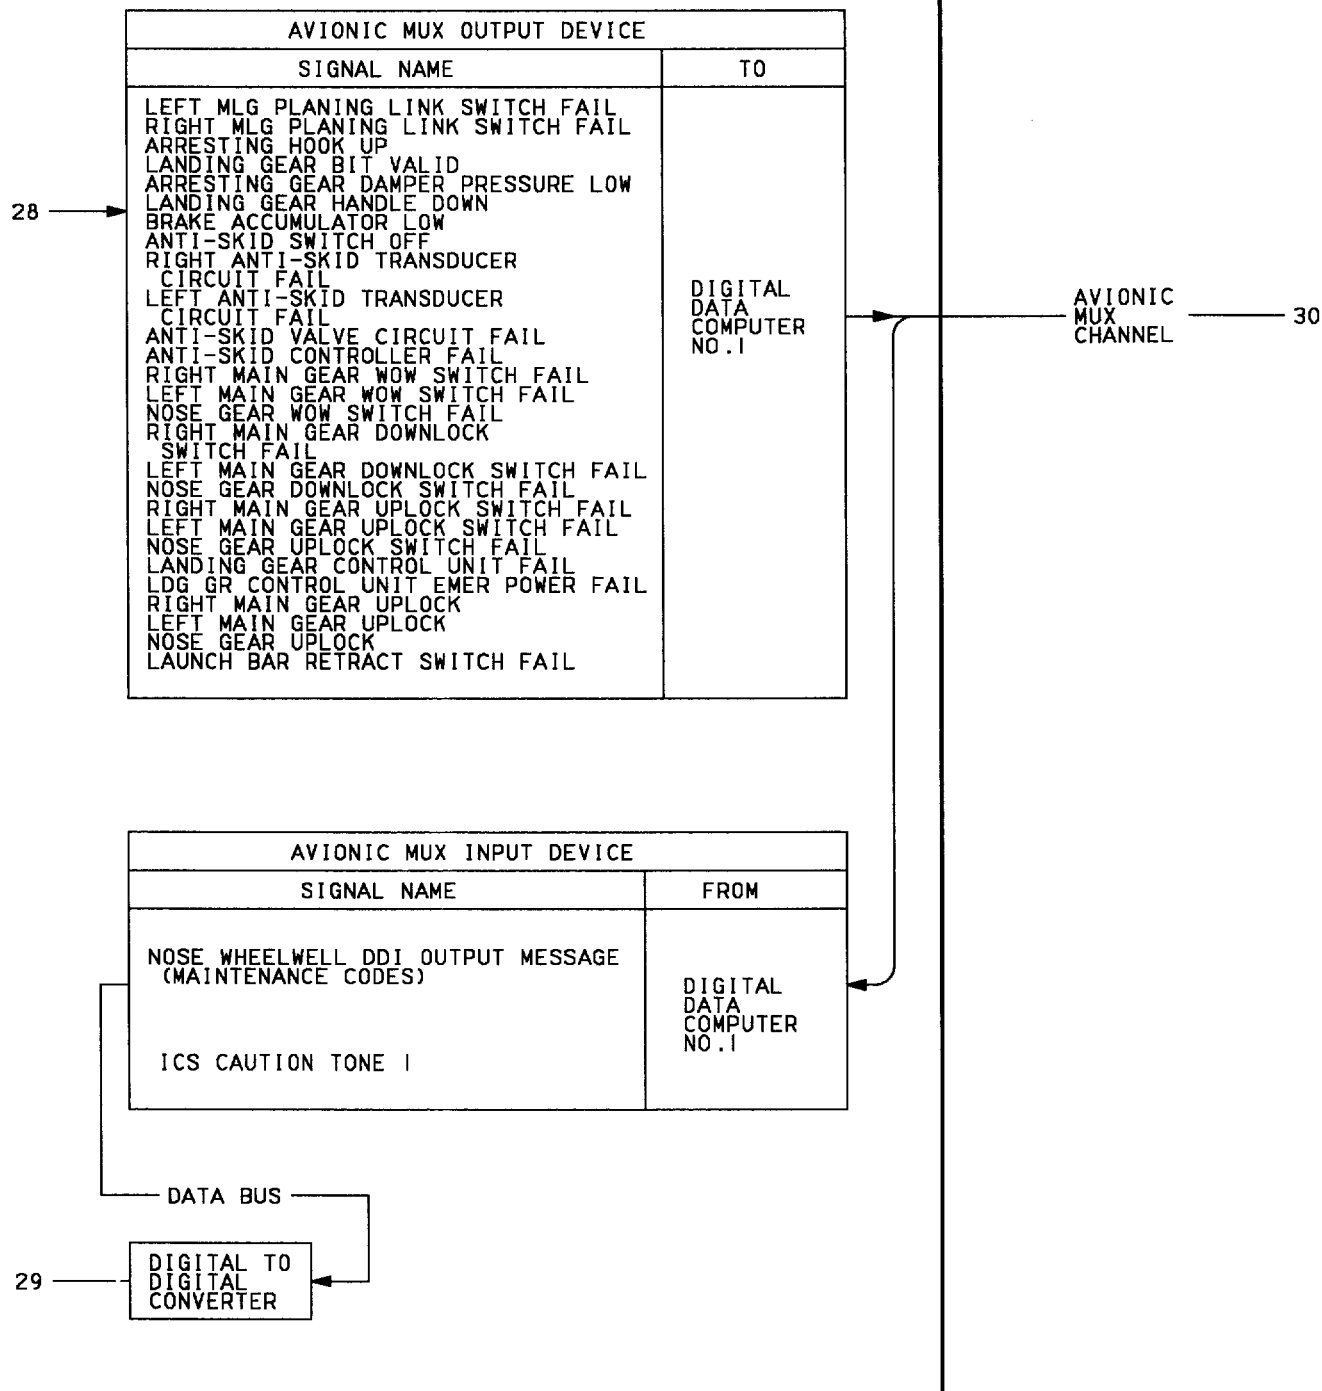 AVIONIC MUX OUTPUT DEVICE
SIGNAL NAME
TO
LEFT MLG PLANING LINK SWITCH FAIL
RIGHT MLG PLANING LINK SWITCH FAIL
ARRESTING HOOK UP
LANDING GEAR BIT VALID
ARRESTING GEAR DAMPER PRESSURE LOW
LANDING GEAR HANDLE DOWN
BRAKE ACCUMULATOR LOW
ANTI-SKID SWITCH OFF
RIGHT ANTI-SKID TRANSDUCER
CIRCUIT FAIL
LEFT ANTI-SKID TRANSDUCER
CIRCUIT FAIL
ANTI-SKID VALVE CIRCUIT FAIL
ANTI-SKID CONTROLLER FAIL
RIGHT MAIN GEAR WOW SWITCH FAIL
LEFT MAIN GEAR WOW SWITCH FAIL
NOSE GEAR WOW SWITCH FAIL
RIGHT MAIN GEAR DOWNLOCK
SWITCH FAIL
LEFT MAIN GEAR DOWNLOCK SWITCH FAIL
NOSE GEAR DOWNLOCK SWITCH FAIL
RIGHT MAIN GEAR UPLOCK SWITCH FAIL
LEFT MAIN GEAR UPLOCK SWITCH FAIL
NOSE GEAR UPLOCK SWITCH FAIL
LANDING GEAR CONTROL UNIT FAIL
LDG GR CONTROL UNIT EMER POWER FAIL
RIGHT MAIN GEAR UPLOCK
LEFT MAIN GEAR UPLOCK
NOSE GEAR UPLOCK
LAUNCH BAR RETRACT SWITCH FAIL
28
DIGITAL
DATA
COMPUTER
NO.1
AVIONIC
MUX
CHANNEL
30
AVIONIC MUX INPUT DEVICE
SIGNAL NAME
FROM
NOSE WHEELWELL DDI OUTPUT MESSAGE
(MAINTENANCE CODES)
ICS CAUTION TONE 1
DIGITAL
DATA
COMPUTER
NO.1
DATA BUS
29
DIGITAL TO
DIGITAL
CONVERTER